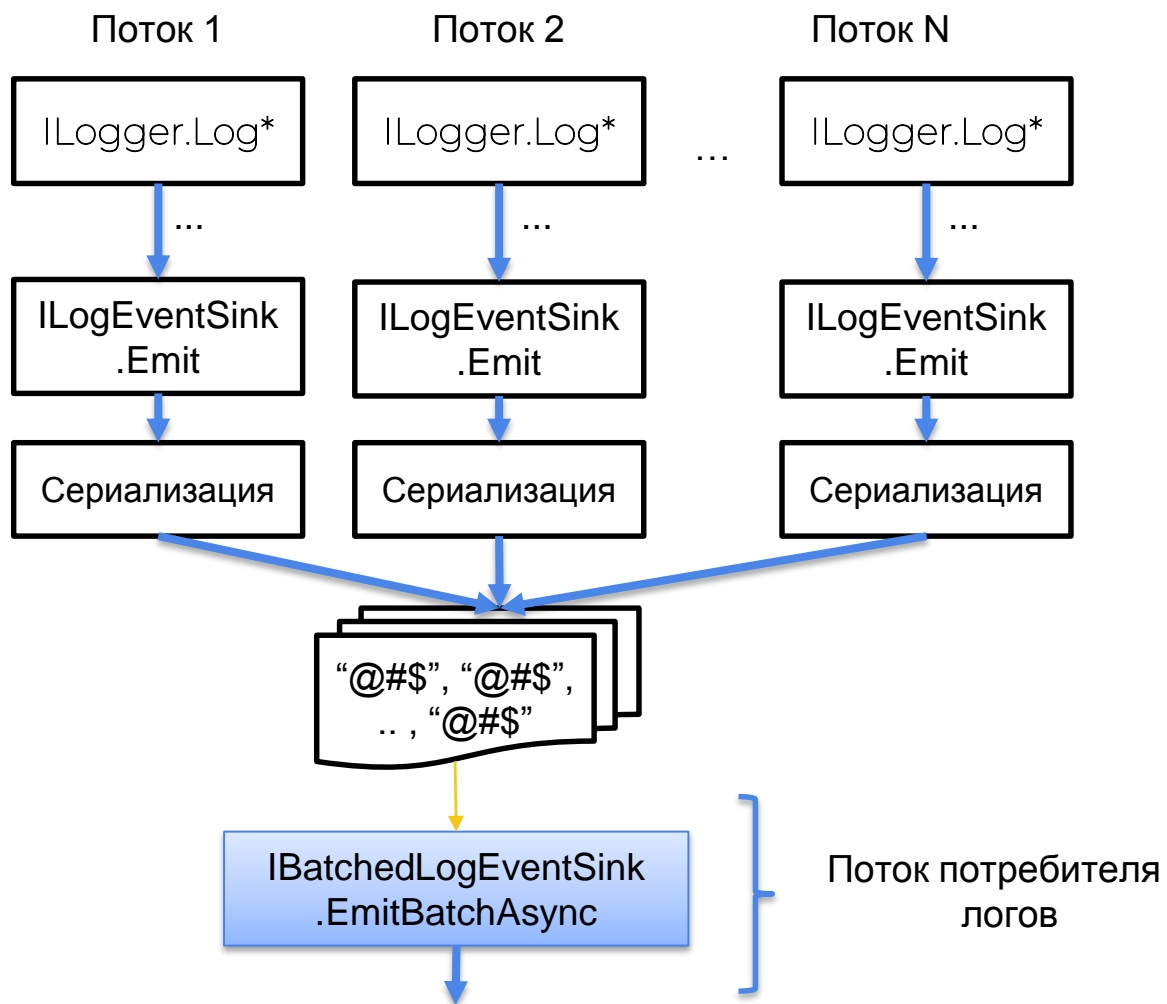 Поток 1
Поток 2
Поток N
ILogger.Log*
ILogger.Log*
...
ILogger.Log*
...
...
...
ILogEventSink
.Emit
ILogEventSink
.Emit
ILogEventSink
.Emit
Сериализация
Сериализация
Сериализация
“@#$”, “@#$”,
.. , “@#$”
IBatchedLogEventSink
.EmitBatchAsync
Поток потребителя
логов